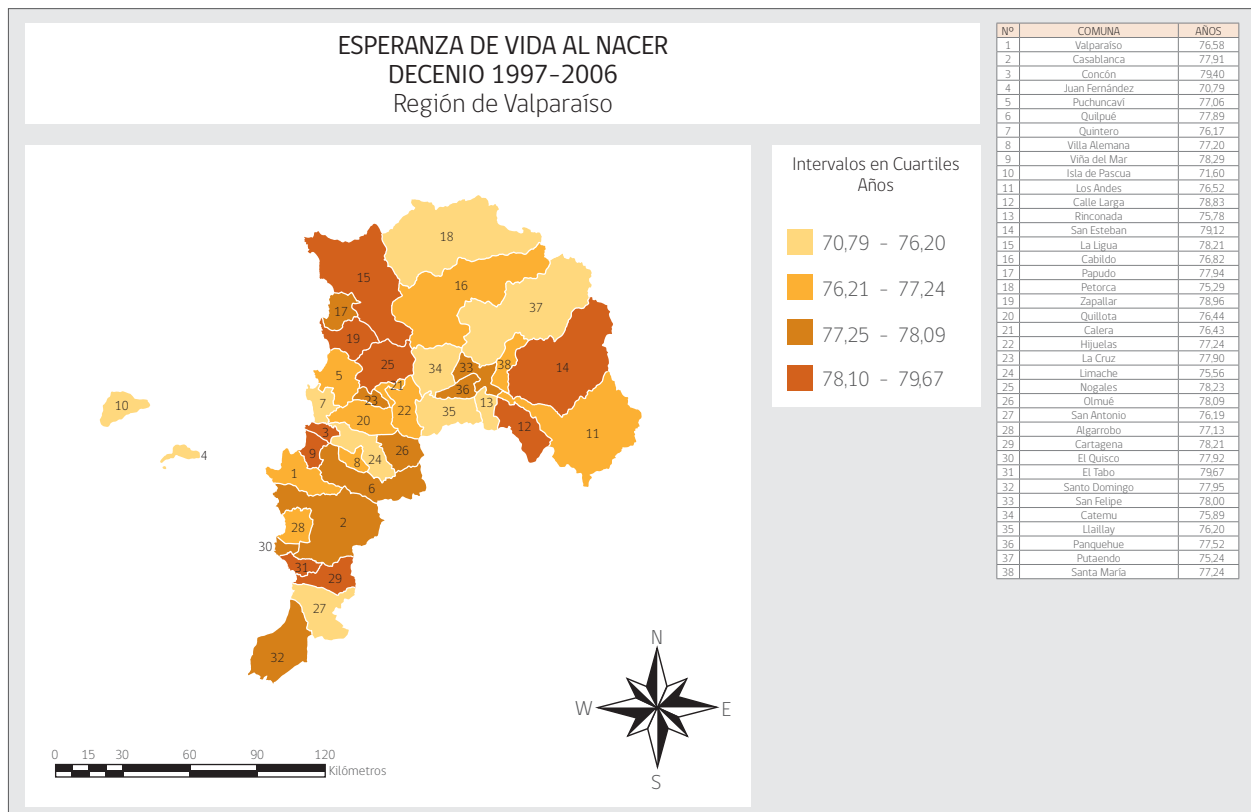 ESPERANZA DE VIDA AL NACER
DECENIO 1997-2006
Región de Valparaíso
Nº COMUNA AÑOS
1 Valparaíso 76,58
2 Casablanca 77,91
3 Concón 79,40
4 Juan Fernández 70,79
5 Puchuncaví 77,06
6 Quilpué 77,89
7 Quintero 76,17
8 Villa Alemana 77,20
9 Viña del Mar 78,29
10 Isla de Pascua 71,60
11 Los Andes 76,52
12 Calle Larga 78,83
13 Rinconada 75,78
14 San Esteban 79,12
15 La Ligua 78,21
16 Cabildo 76,82
17 Papudo 77,94
18 Petorca 75,29
19 Zapallar 78,96
20 Quillota 76,44
21 Calera 76,43
22 Hijuelas 77,24
23 La Cruz 77,90
24 Limache 75,56
25 Nogales 78,23
26 Olmué 78,09
27 San Antonio 76,19
28 Algarrobo 77,13
29 Cartagena 78,21
30 El Quisco 77,92
31 El Tabo 79,67
32 Santo Domingo 77,95
33 San Felipe 78,00
34 Catemu 75,89
35 Llaillay 76,20
36 Panquehue 77,52
37 Putaendo 75,24
38 Santa María 77,24
Intervalos en Cuartiles
Años
70,79 - 76,20
76,21 - 77,24
77,25 - 78,09
78,10 - 79,67
18
15
16
37
17
19
25
34
33
38
14
5
21
36
7
23
22
35
13
10
20
12
11
3
26
4
9
8
24
1
6
28
2
30
31
29
27
32
N
W
E
S
0 15 30 60 90 120
Kilómetros